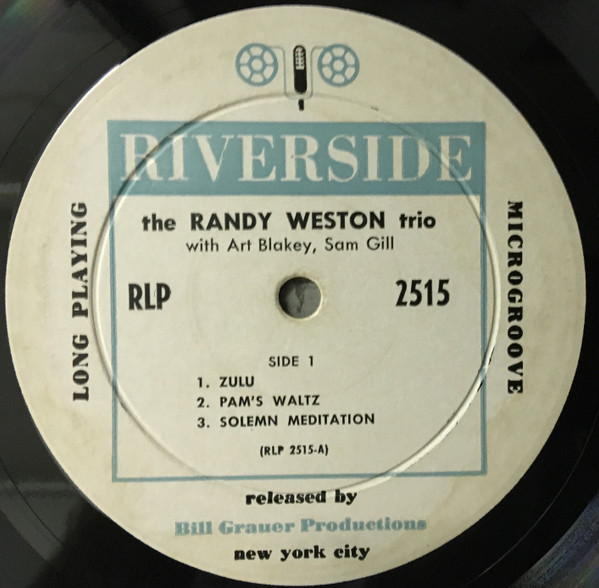 RIVERSIDE
the RANDY WESTON trio
with Art Blakey, Sam Gill
LONG PLAYING
MICROGROOVE
RLP 2515
SIDE 1
1. ZULU
2. PAM'S WALTZ
3. SOLEMN MEDITATION
(RLP 2515-A)
released by
Bill Grauer Productions
new york city